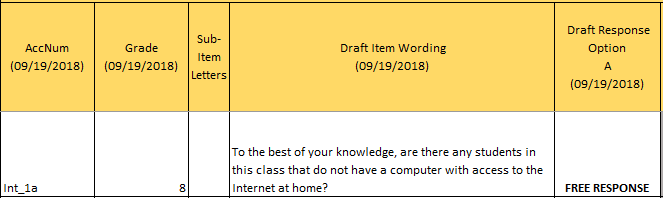 AccNum
(09/19/2018)
Grade
(09/19/2018)
Sub-
Item
Letters
Draft Item Wording
(09/19/2018)
Draft Response
Option
A
(09/19/2018)
Int_1a
8
To the best of your knowledge, are there any students in
this class that do not have a computer with access to the
Internet at home?
FREE RESPONSE